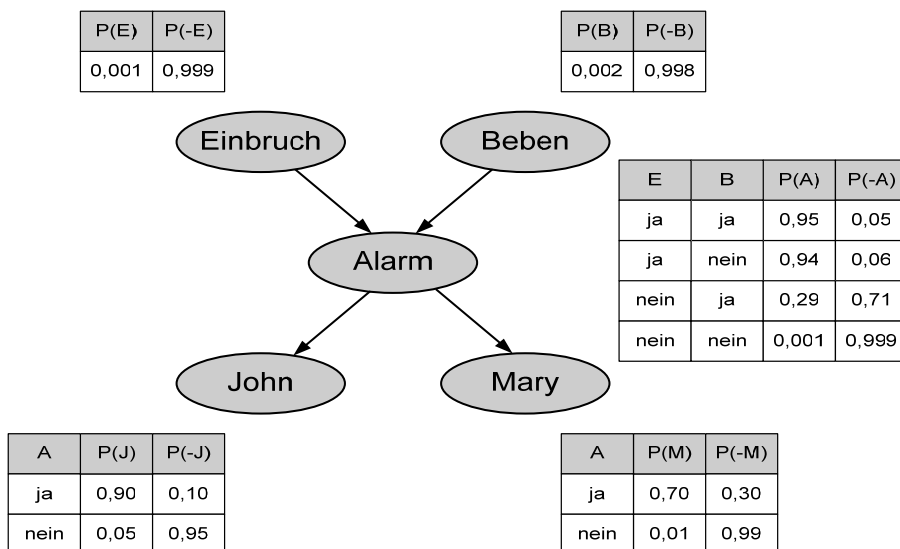 P(E) P(-E)
0,001 0,999
P(B) P(-B)
0,002 0,998
Einbruch
Beben
E B P(A) P(-A)
ja ja 0,95 0,05
ja nein 0,94 0,06
nein ja 0,29 0,71
nein nein 0,001 0,999
Alarm
John
Mary
A P(J) P(-J)
ja 0,90 0,10
nein 0,05 0,95
A P(M) P(-M)
ja 0,70 0,30
nein 0,01 0,99